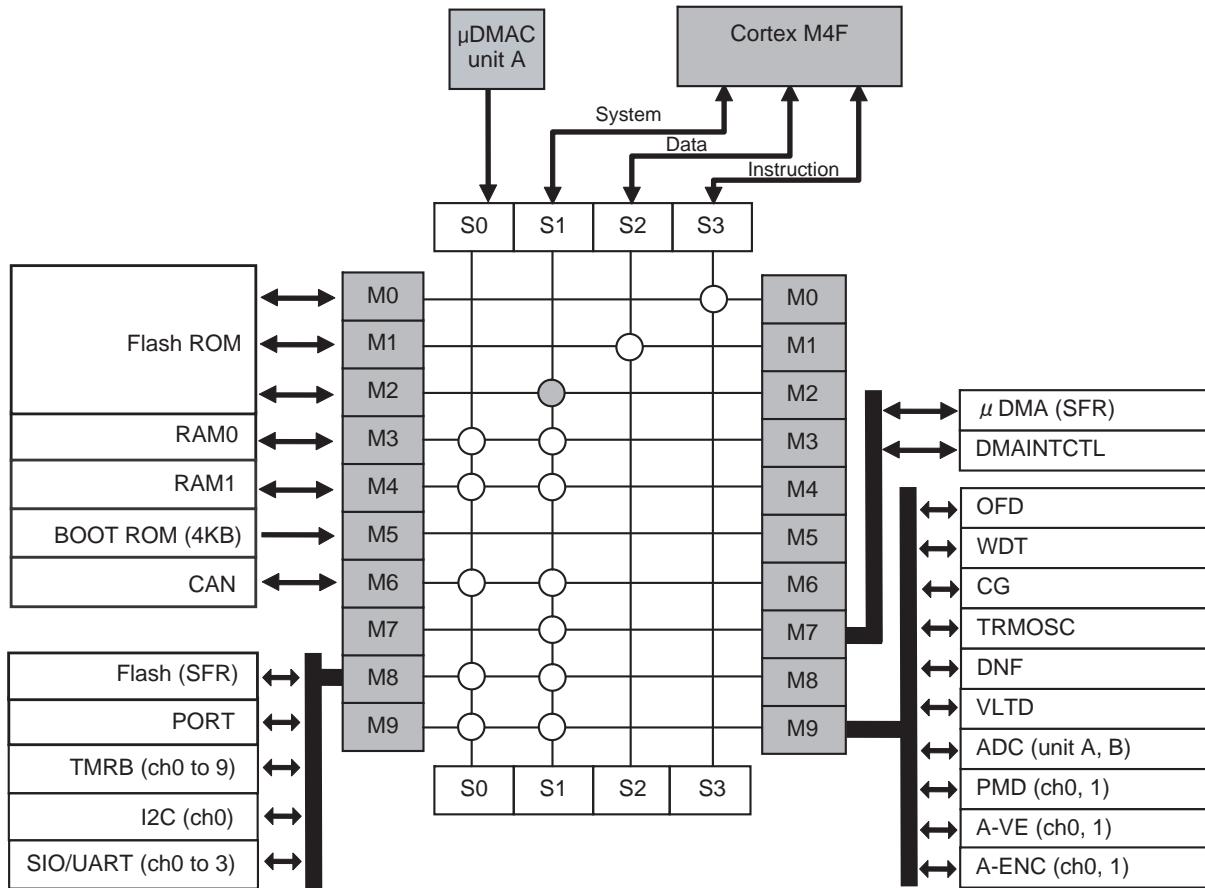 μDMAC
unit A
Cortex M4F
System
Data
Instruction
S0
S1
S2
S3
Flash ROM
RAM0
RAM1
BOOT ROM (4KB)
CAN
M0
M1
M2
M3
M4
M5
M6
M7
M8
M9
M0
M1
M2
M3
M4
M5
M6
M7
M8
M9
μ DMA (SFR)
DMAINTCTL
OFD
WDT
CG
TRMOSC
DNF
VLTD
ADC (unit A, B)
PMD (ch0, 1)
A-VE (ch0, 1)
A-ENC (ch0, 1)
Flash (SFR)
PORT
TMRB (ch0 to 9)
I2C (ch0)
SIO/UART (ch0 to 3)
S0
S1
S2
S3